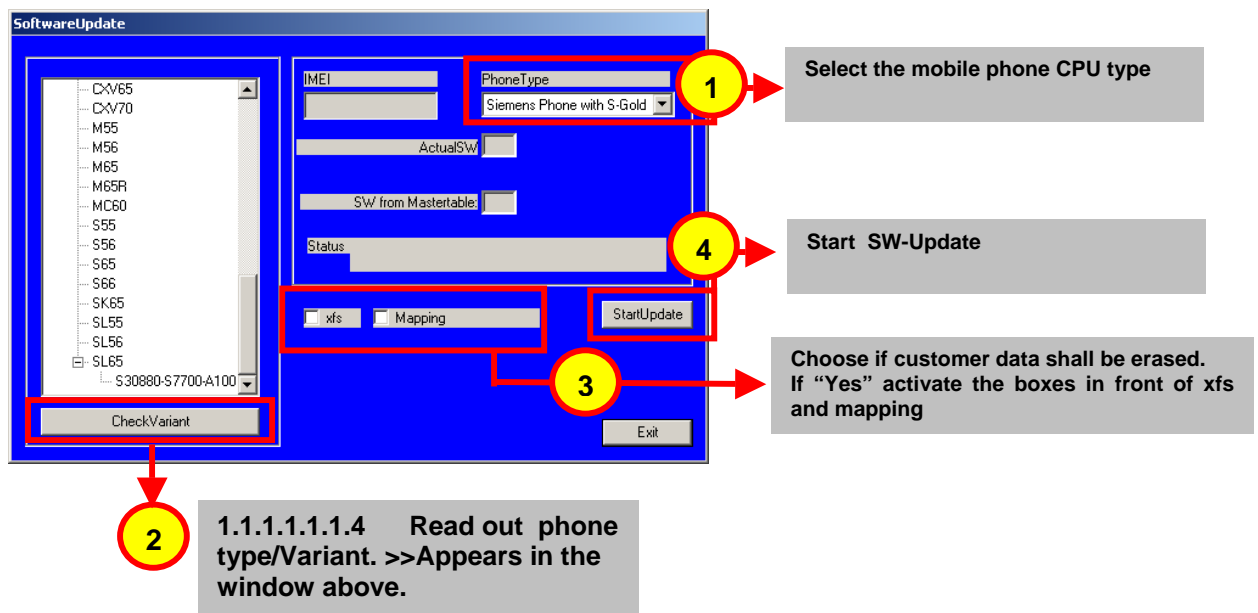 SoftwareUpdate
CXV65
CXV70
M55
M56
M65
M65R
MC60
S55
S56
S65
S66
SK65
SL55
SL56
SL65
S30880-S7700-A100
CheckVariant
IMEI
PhoneType
Siemens Phone with S-Gold
ActualSW
SW from Mastertable:
Status
xfs
Mapping
StartUpdate
Exit
1
Select the mobile phone CPU type
4
Start SW-Update
3
Choose if customer data shall be erased.
If “Yes” activate the boxes in front of xfs
and mapping
2
1.1.1.1.1.1.4 Read out phone
type/Variant. >>Appears in the
window above.